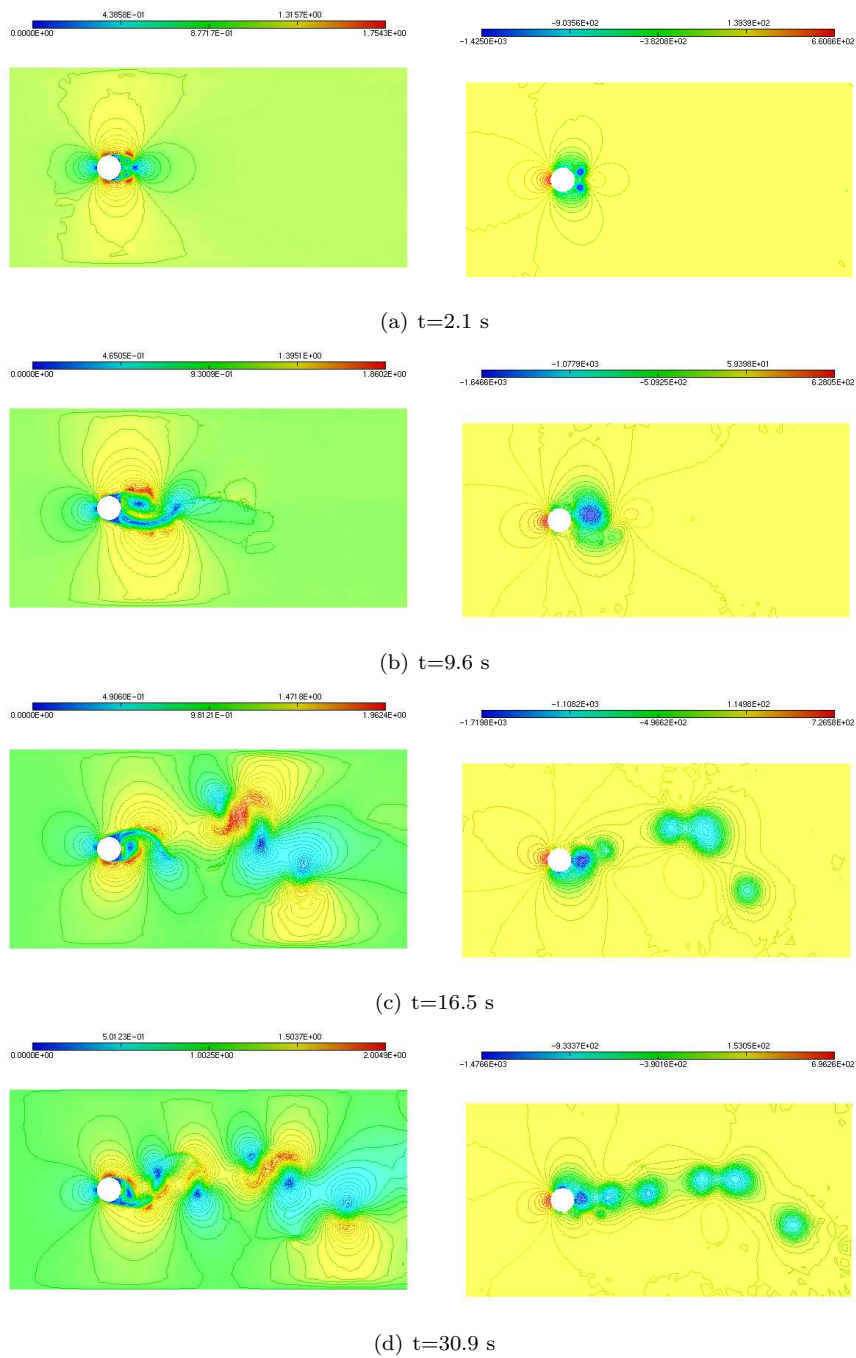 4.3858E-01 1.3157E+00
0.0000E+00 8.7717E-01 1.7543E+00
-9.0356E+02 1.3939E+02
-1.4250E+03 -3.8208E+02 6.6086E+02
(a) t=2.1 s
4.6505E-01 1.3951E+00
0.0000E+00 9.3009E-01 1.8602E+00
-1.0779E+03 5.9398E+01
-1.6466E+03 -5.0925E+02 6.2805E+02
(b) t=9.6 s
4.9060E-01 1.4718E+00
0.0000E+00 9.8121E-01 1.9624E+00
-1.1082E+03 1.1498E+02
-1.7198E+03 -4.9662E+02 7.2658E+02
(c) t=16.5 s
5.0123E-01 1.5037E+00
0.0000E+00 1.0025E+00 2.0049E+00
-9.3337E+02 1.5305E+02
-1.4766E+03 -3.9016E+02 6.9626E+02
(d) t=30.9 s